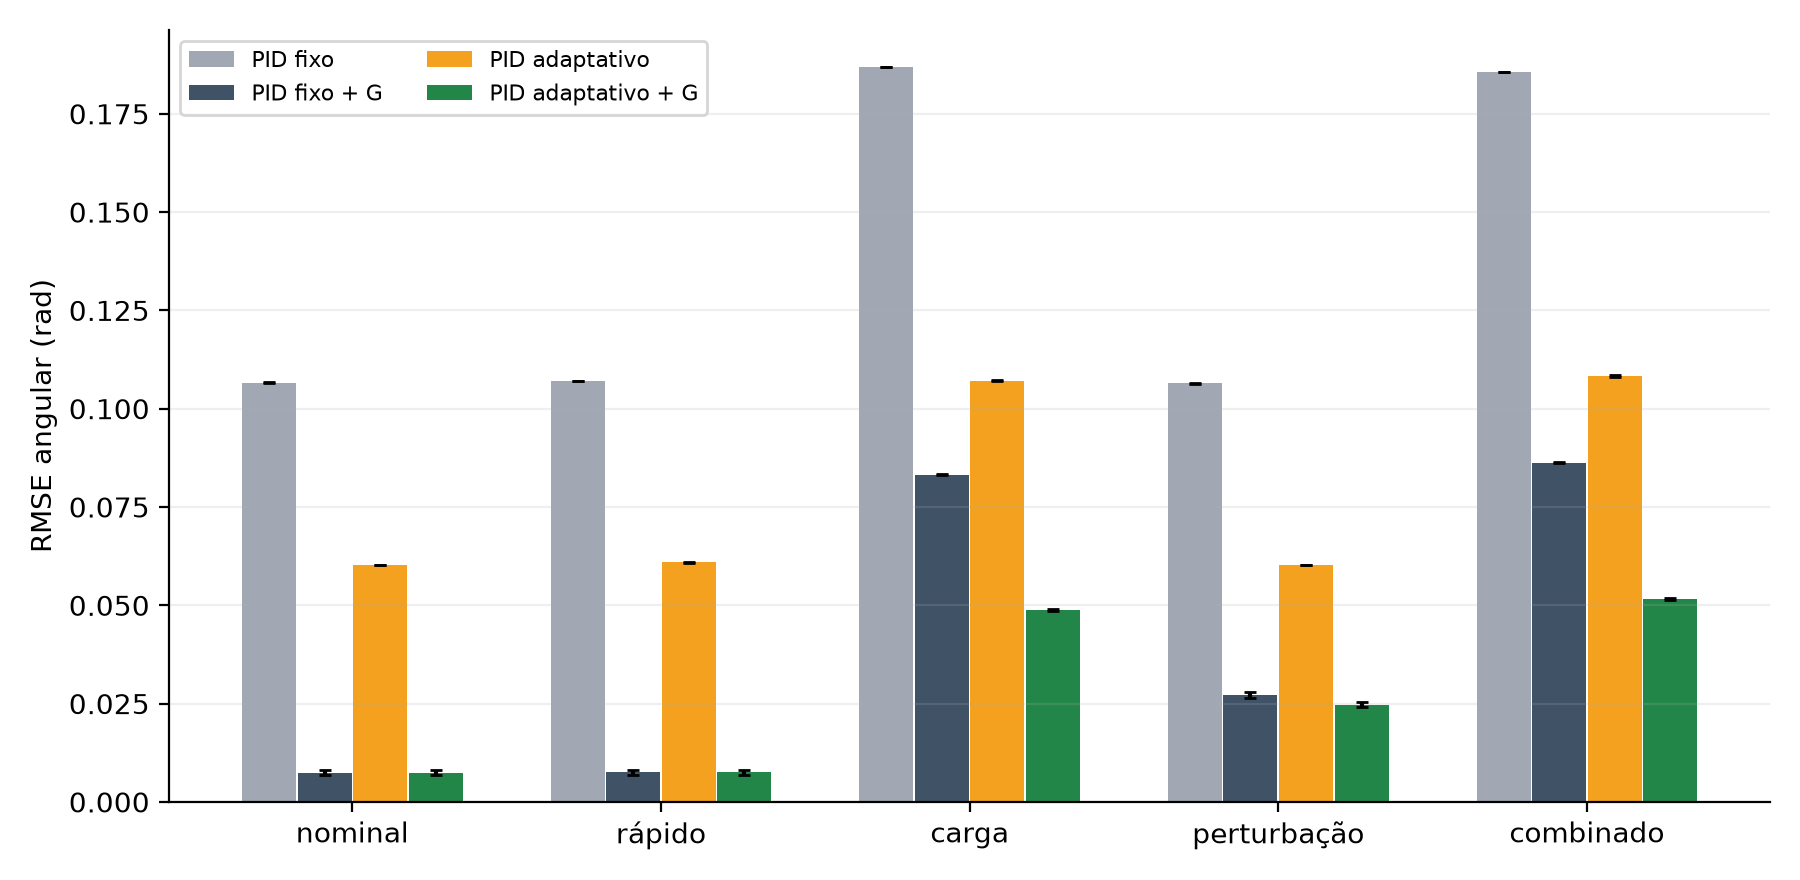 PID fixo
PID fixo + G
PID adaptativo
PID adaptativo + G
RMSE angular (rad)
0.175
0.150
0.125
0.100
0.075
0.050
0.025
0.000
nominal
rápido
carga
perturbação
combinado